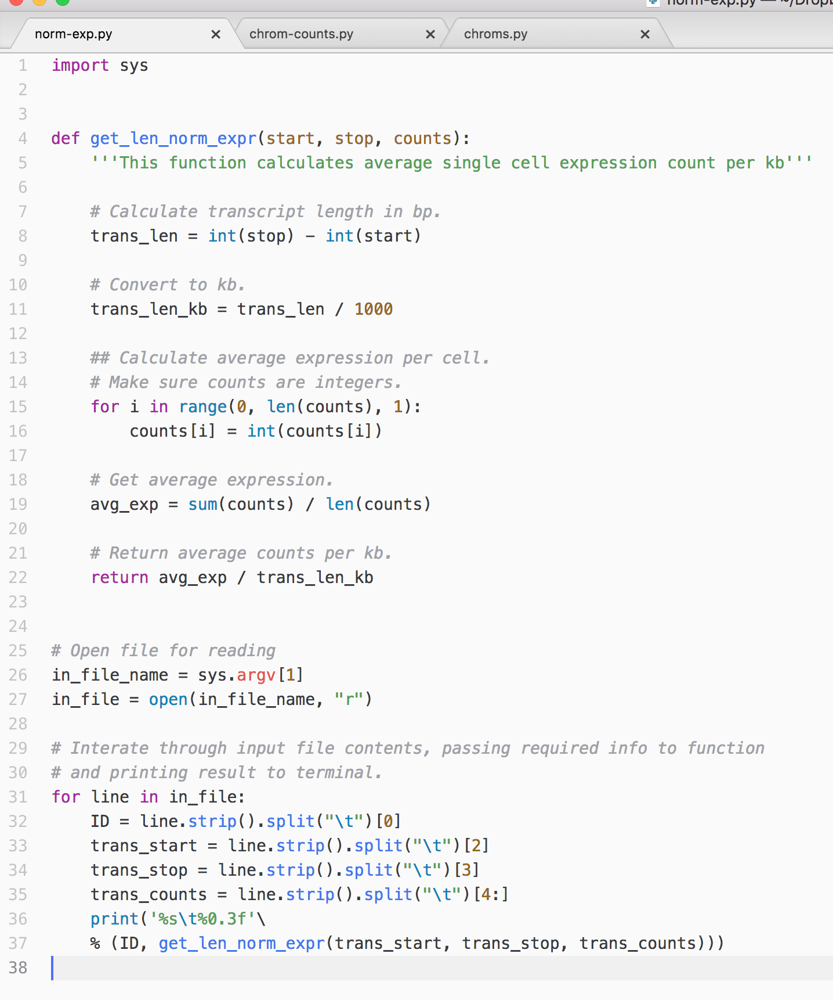 norm-exp.py — ~/Dropb
norm-exp.py × chrom-counts.py × chroms.py ×
1 import sys
2
3
4 def get_len_norm_expr(start, stop, counts):
5     '''This function calculates average single cell expression count per kb'''
6
7     # Calculate transcript length in bp.
8     trans_len = int(stop) - int(start)
9
10     # Convert to kb.
11     trans_len_kb = trans_len / 1000
12
13     ## Calculate average expression per cell.
14     # Make sure counts are integers.
15     for i in range(0, len(counts), 1):
16         counts[i] = int(counts[i])
17
18     # Get average expression.
19     avg_exp = sum(counts) / len(counts)
20
21     # Return average counts per kb.
22     return avg_exp / trans_len_kb
23
24
25 # Open file for reading
26 in_file_name = sys.argv[1]
27 in_file = open(in_file_name, "r")
28
29 # Interate through input file contents, passing required info to function
30 # and printing result to terminal.
31 for line in in_file:
32     ID = line.strip().split("\t")[0]
33     trans_start = line.strip().split("\t")[2]
34     trans_stop = line.strip().split("\t")[3]
35     trans_counts = line.strip().split("\t")[4:]
36     print('%s\t%0.3f'\
37     % (ID, get_len_norm_expr(trans_start, trans_stop, trans_counts)))
38